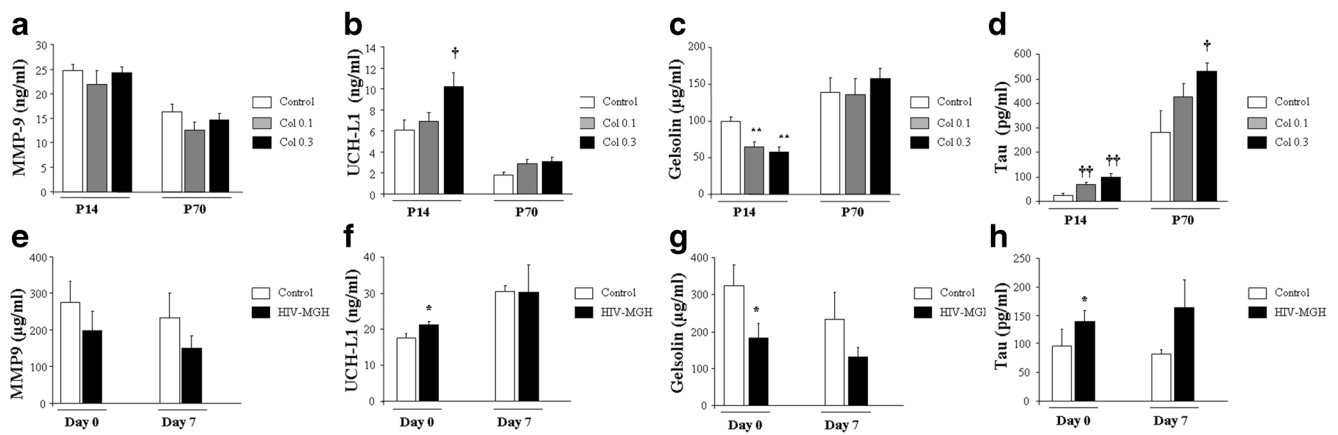 a
MMP-9 (ng/ml)
30
25
20
15
10
5
0
P14
P70
Control
Col 0.1
Col 0.3
b
UCH-L1 (ng/ml)
14
12
10
8
6
4
2
0
†
P14
P70
Control
Col 0.1
Col 0.3
c
Gelsolin (µg/ml)
200
150
100
50
0
**
**
P14
P70
Control
Col 0.1
Col 0.3
d
Tau (pg/ml)
600
500
400
300
200
100
0
††
††
†
P14
P70
Control
Col 0.1
Col 0.3
e
MMP9 (µg/ml)
400
300
200
100
0
Day 0
Day 7
Control
HIV-MGH
f
UCH-L1 (ng/ml)
40
30
20
10
0
*
Day 0
Day 7
Control
HIV-MGH
g
Gelsolin (µg/ml)
400
300
200
100
0
*
Day 0
Day 7
Control
HIV-MGI
h
Tau (pg/ml)
250
200
150
100
50
0
*
Day 0
Day 7
Control
HIV-MGH